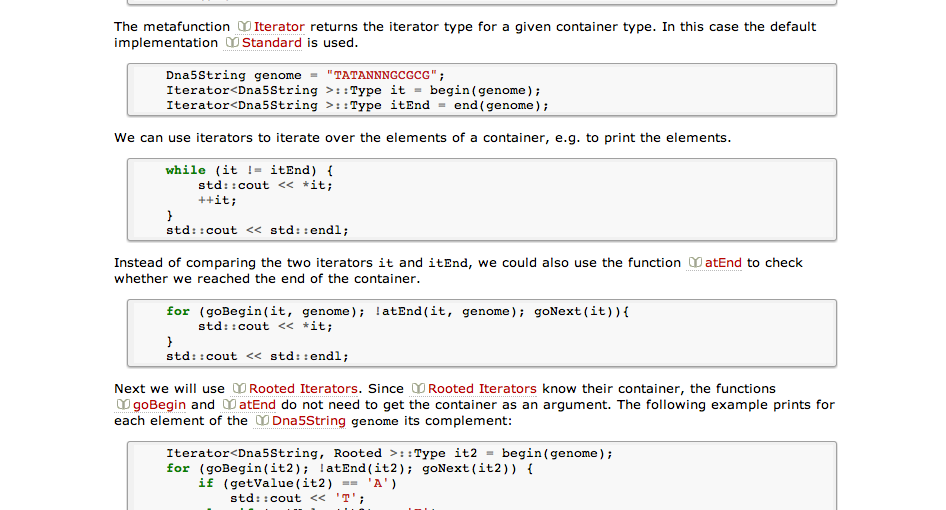 The metafunction Iterator returns the iterator type for a given container type. In this case the default
implementation Standard is used.
Dna5String genome = "TATANNNGCGCG";
Iterator<Dna5String >::Type it = begin(genome);
Iterator<Dna5String >::Type itEnd = end(genome);
We can use iterators to iterate over the elements of a container, e.g. to print the elements.
while (it != itEnd) {
std::cout << *it;
++it;
}
std::cout << std::endl;
Instead of comparing the two iterators it and itEnd, we could also use the function atEnd to check
whether we reached the end of the container.
for (goBegin(it, genome); !atEnd(it, genome); goNext(it)){
std::cout << *it;
}
std::cout << std::endl;
Next we will use Rooted Iterators. Since Rooted Iterators know their container, the functions
goBegin and atEnd do not need to get the container as an argument. The following example prints for
each element of the Dna5String genome its complement:
Iterator<Dna5String, Rooted >::Type it2 = begin(genome);
for (goBegin(it2); !atEnd(it2); goNext(it2)) {
if (getValue(it2) == 'A')
std::cout << 'T';